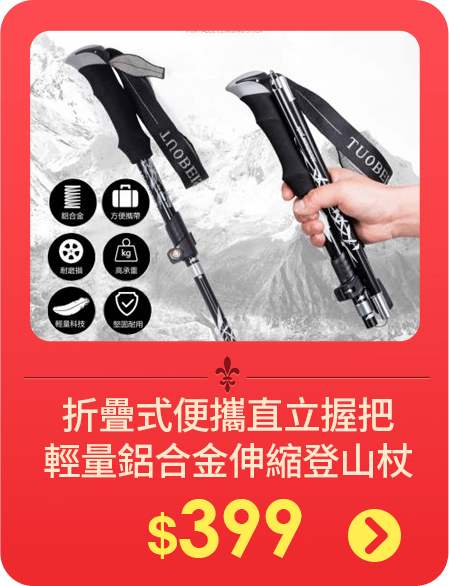 TUOBEI
TUOBEI
鋁合金
方便攜帶
kg
耐磨損
高承重
輕量科技
堅固耐用
折疊式便攜直立握把
輕量鋁合金伸縮登山杖
$399